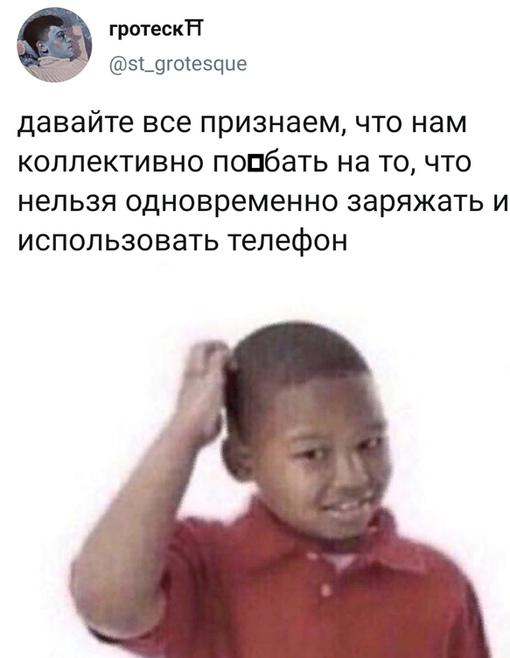 гротеск⛩
@st_grotesque
давайте все признаем, что нам
коллективно по◘бать на то, что
нельзя одновременно заряжать и
использовать телефон